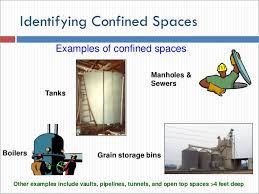 Identifying Confined Spaces
Examples of confined spaces
Manholes &
Sewers
Tanks
Boilers
Grain storage bins
Other examples include vaults, pipelines, tunnels, and open top spaces >4 feet deep